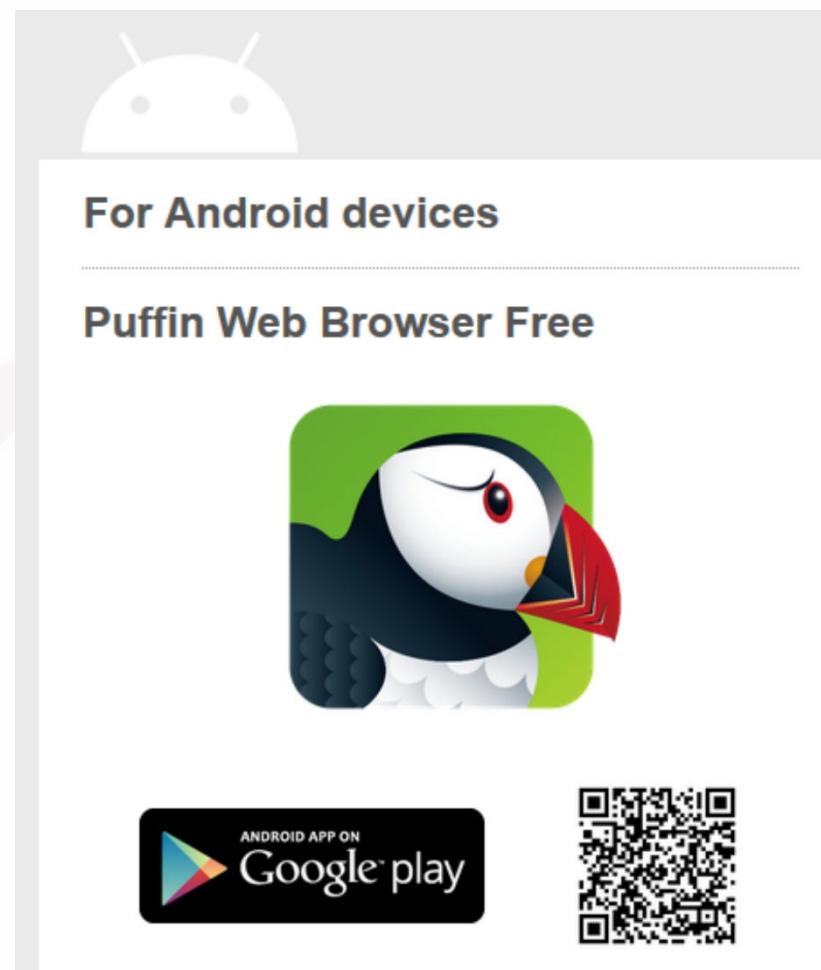 For Android devices
Puffin Web Browser Free
ANDROID APP ON
Google play